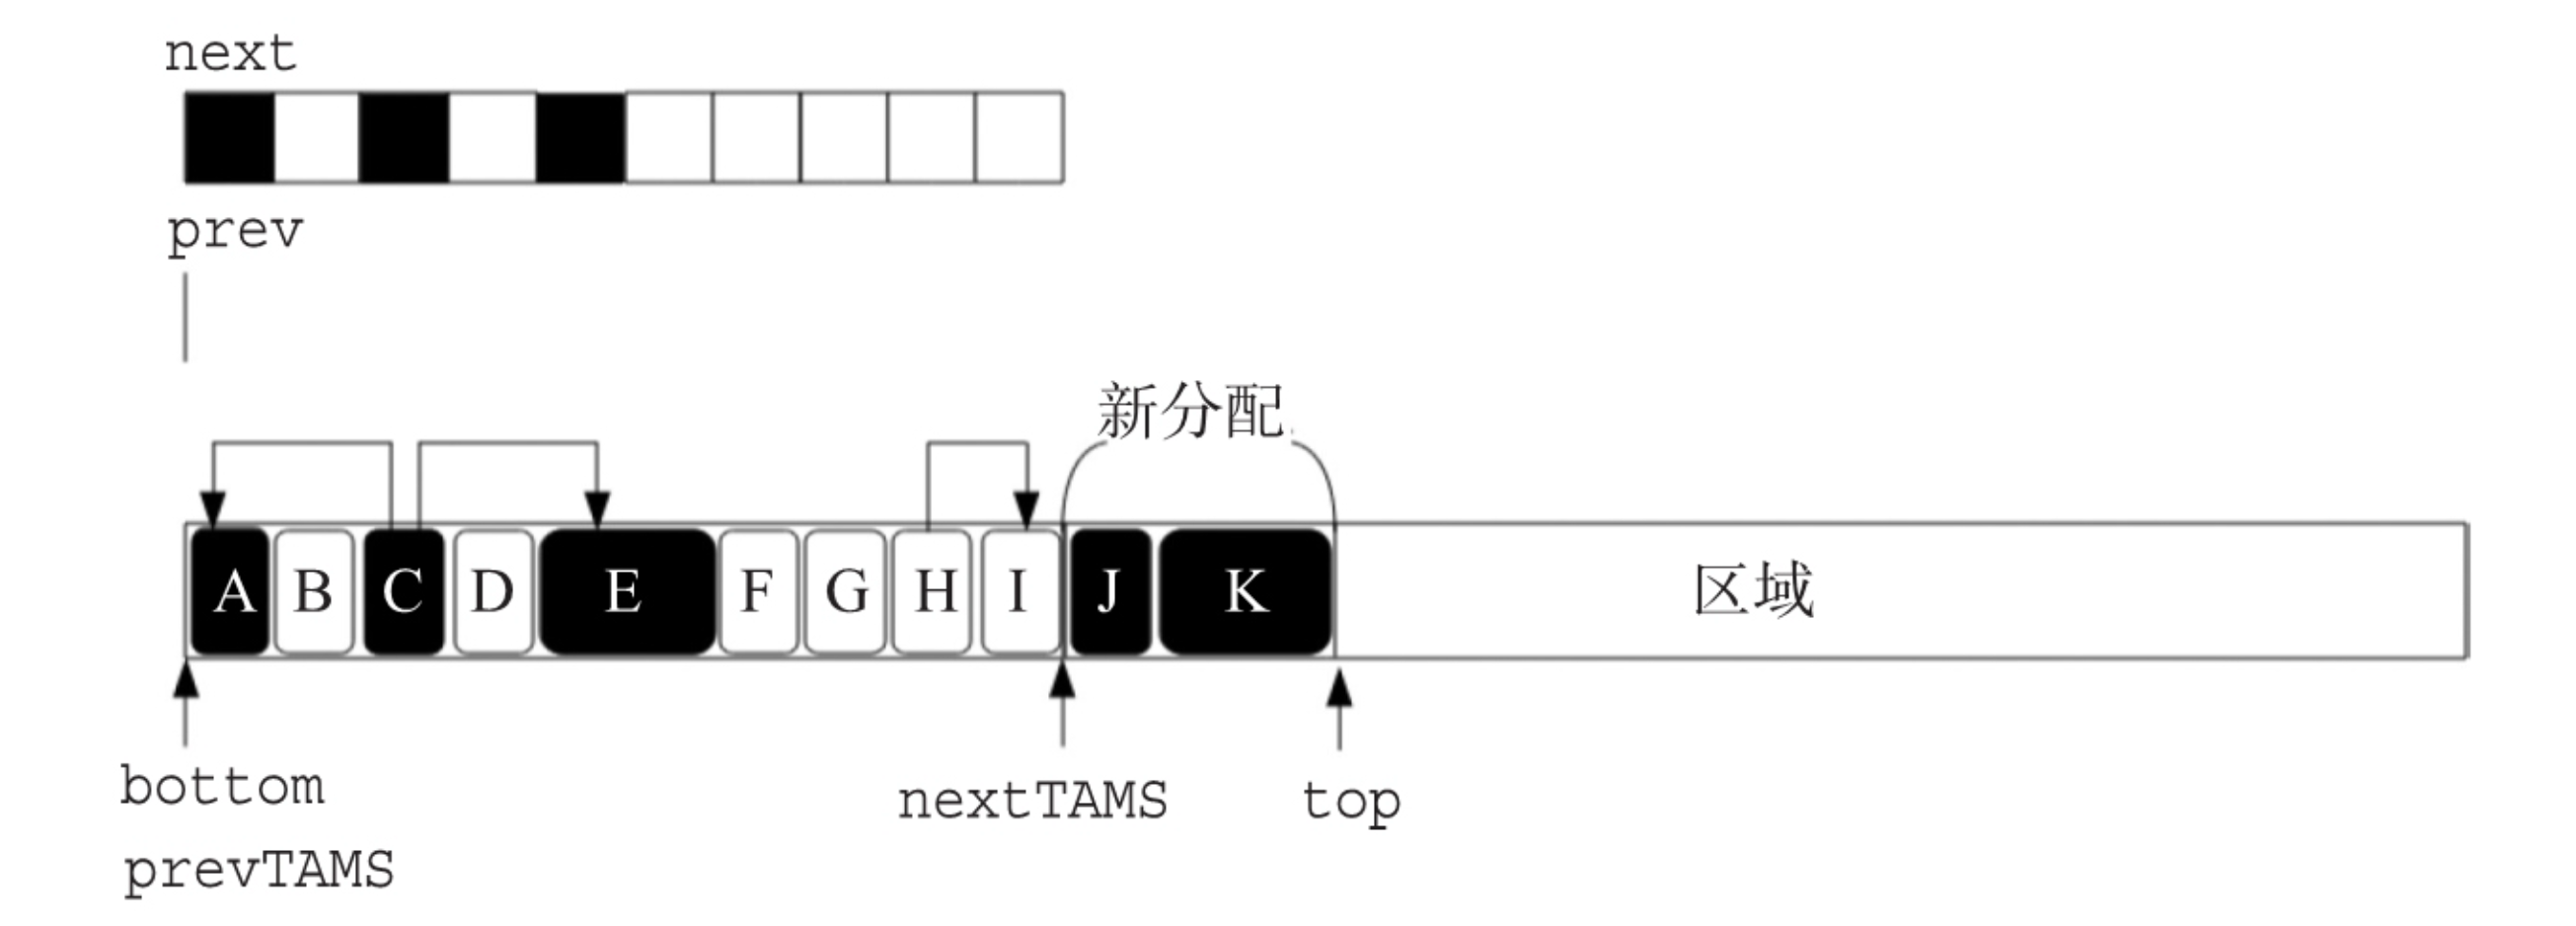 next
prev
新分配
A B C D E F G H I J K 区域
bottom nextTAMS top
prevTAMS